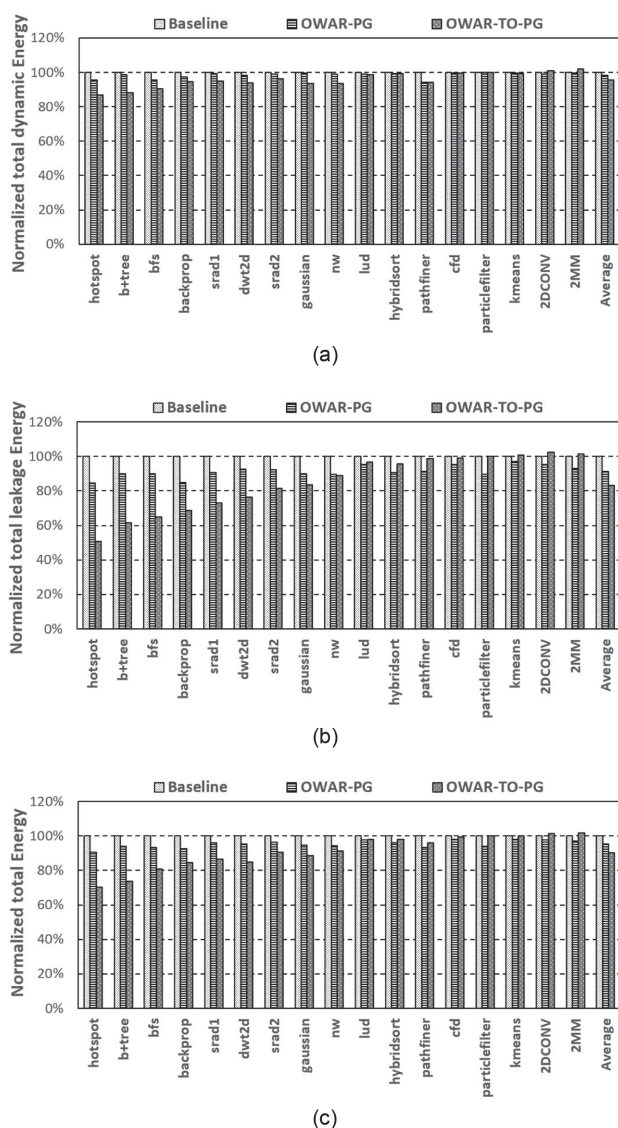 Baseline OWAR-PG OWAR-TO-PG
Normalized total dynamic Energy
120%
100%
80%
60%
40%
20%
0%
hotspot
b+tree
bfs
backprop
srad1
dwt2d
srad2
gaussian
nw
lud
hybridsort
pathfiner
cfd
particlefilter
kmeans
2DCONV
2MM
Average
(a)
Baseline OWAR-PG OWAR-TO-PG
Normalized total leakage Energy
120%
100%
80%
60%
40%
20%
0%
hotspot
b+tree
bfs
backprop
srad1
dwt2d
srad2
gaussian
nw
lud
hybridsort
pathfiner
cfd
particlefilter
kmeans
2DCONV
2MM
Average
(b)
Baseline OWAR-PG OWAR-TO-PG
Normalized total Energy
120%
100%
80%
60%
40%
20%
0%
hotspot
b+tree
bfs
backprop
srad1
dwt2d
srad2
gaussian
nw
lud
hybridsort
pathfiner
cfd
particlefilter
kmeans
2DCONV
2MM
Average
(c)